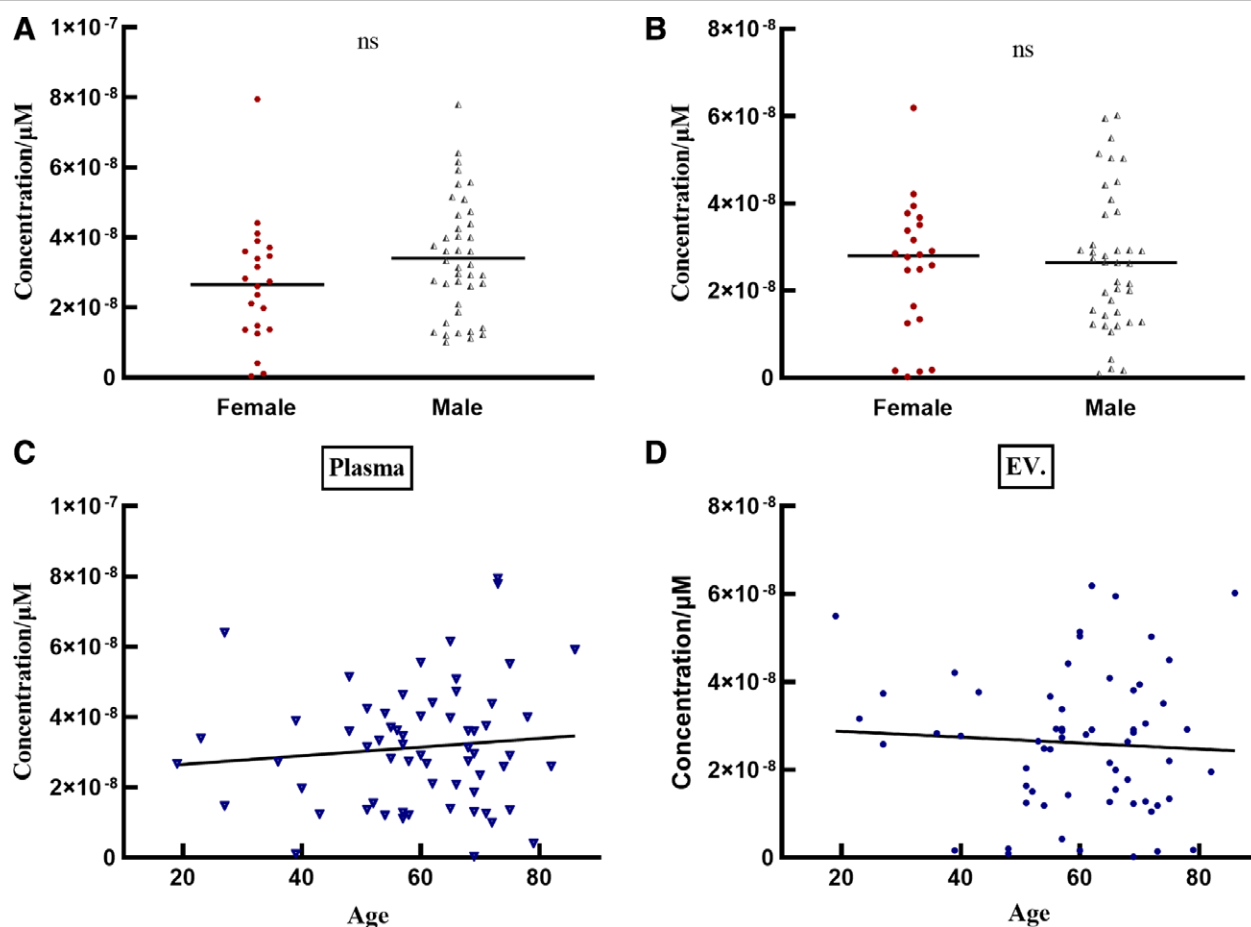 A
Concentration/μM
1×10-7
8×10-8
6×10-8
4×10-8
2×10-8
0
ns
Female
Male
B
Concentration/μM
8×10-8
6×10-8
4×10-8
2×10-8
0
ns
Female
Male
C
Plasma
Concentration/μM
1×10-7
8×10-8
6×10-8
4×10-8
2×10-8
0
20
40
60
80
Age
D
EV.
Concentration/μM
8×10-8
6×10-8
4×10-8
2×10-8
0
20
40
60
80
Age